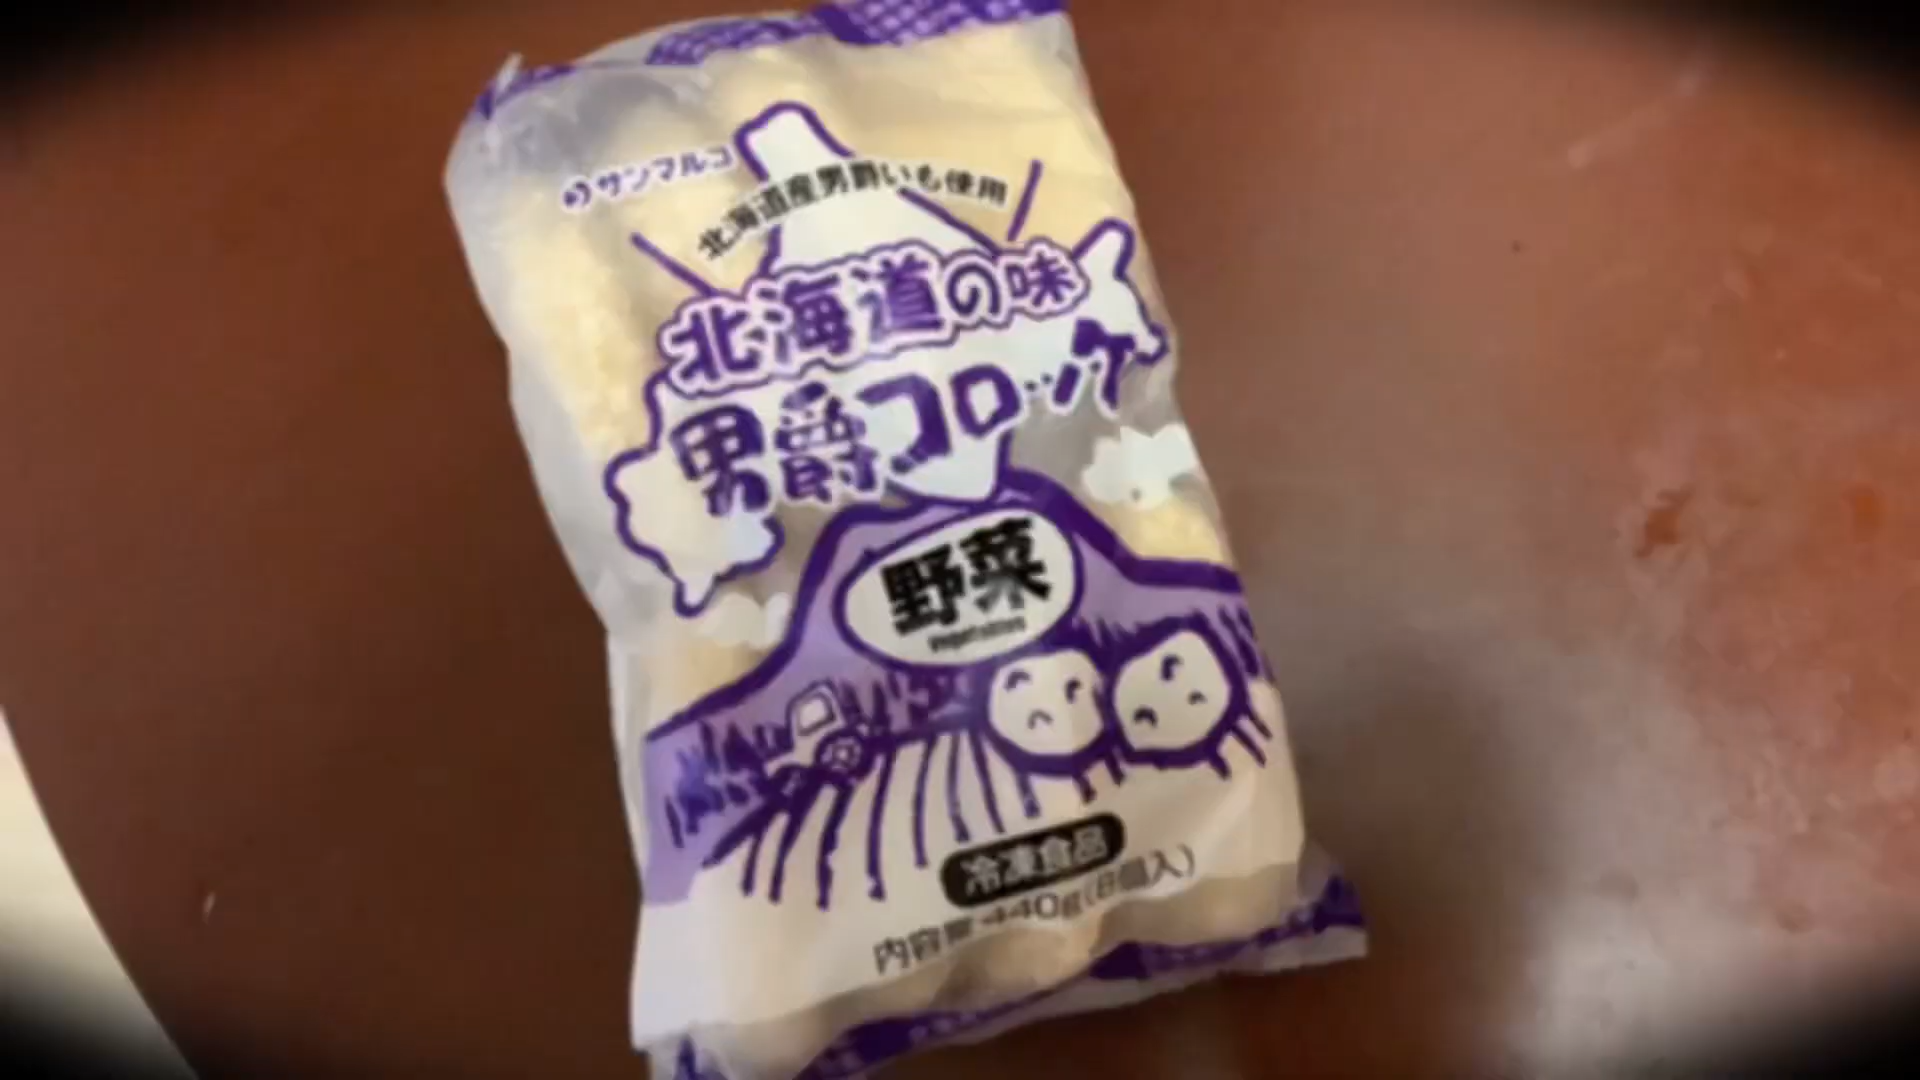 サンマルコ
北海道産男爵いも使用
北海道の味
男爵コロッケ
野菜
Vegetables
冷凍食品
内容量 440g(8個入)